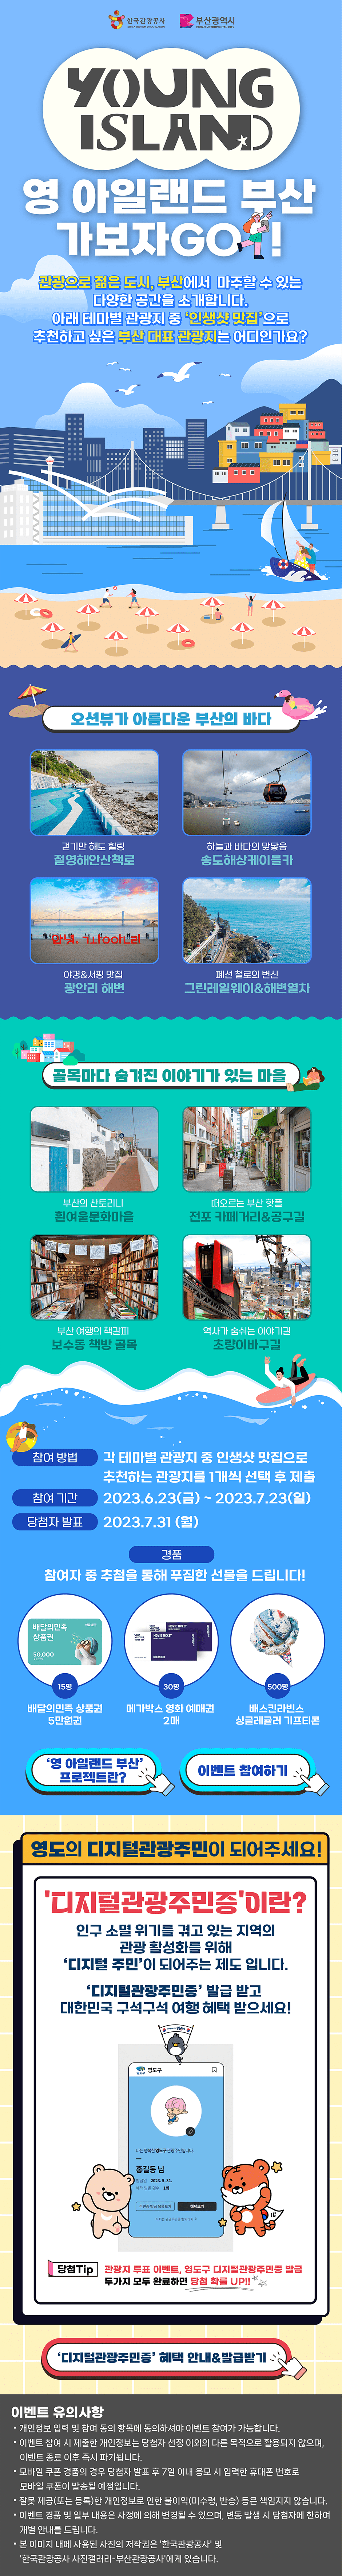 한국관광공사
부산광역시
YOUNG
ISLAND
영 아일랜드 부산
가보자GO!
관광으로 젊은 도시, 부산에서 마주할 수 있는
다양한 공간을 소개합니다.
아래 테마별 관광지 중 ‘인생샷 맛집’으로
추천하고 싶은 부산 대표 관광지는 어디인가요?
오션뷰가 아름다운 부산의 바다
걷기만 해도 힐링
절영해안산책로
하늘과 바다의 맞닿음
송도해상케이블카
야경&서핑 맛집
광안리 해변
폐선 철로의 변신
그린레일웨이&해변열차
골목마다 숨겨진 이야기가 있는 마을
부산의 산토리니
흰여울문화마을
떠오르는 부산 핫플
전포 카페거리&공구길
부산 여행의 책갈피
보수동 책방 골목
역사가 숨쉬는 이야기길
초량이바구길
참여 방법
각 테마별 관광지 중 인생샷 맛집으로
추천하는 관광지를 1개씩 선택 후 제출
참여 기간
2023.6.23(금) ~ 2023.7.23(일)
당첨자 발표
2023.7.31 (월)
경품
참여자 중 추첨을 통해 푸짐한 선물을 드립니다!
배달의민족
상품권
50,000
MOVIE TICKET
15명
30명
500명
배달의민족 상품권
5만원권
메가박스 영화 예매권
2매
배스킨라빈스
싱글레귤러 기프티콘
‘영 아일랜드 부산’
프로젝트란?
이벤트 참여하기
영도의 디지털관광주민이 되어주세요!
'디지털관광주민증'이란?
인구 소멸 위기를 겪고 있는 지역의
관광 활성화를 위해
‘디지털 주민’이 되어주는 제도 입니다.
‘디지털관광주민증’ 발급 받고
대한민국 구석구석 여행 혜택 받으세요!
영도구
나는 명예 영도구 관광주민입니다.
홍길동 님
2023. 5. 31.
당첨Tip
관광지 투표 이벤트, 영도구 디지털관광주민증 발급
두가지 모두 완료하면 당첨 확률 UP!!
‘디지털관광주민증’ 혜택 안내&발급받기
이벤트 유의사항
• 개인정보 입력 및 참여 동의 항목에 동의하셔야 이벤트 참여가 가능합니다.
• 이벤트 참여 시 제출한 개인정보는 당첨자 선정 이외의 다른 목적으로 활용되지 않으며,
이벤트 종료 이후 즉시 파기됩니다.
• 모바일 쿠폰 경품의 경우 당첨자 발표 후 7일 이내 응모 시 입력한 휴대폰 번호로
모바일 쿠폰이 발송될 예정입니다.
• 잘못 제공(또는 등록)한 개인정보로 인한 불이익(미수령, 반송) 등은 책임지지 않습니다.
• 이벤트 경품 및 일부 내용은 사정에 의해 변경될 수 있으며, 변동 발생 시 당첨자에 한하여
개별 안내를 드립니다.
• 본 이미지 내에 사용된 사진의 저작권은 '한국관광공사' 및
'한국관광공사 사진갤러리-부산관광공사'에게 있습니다.